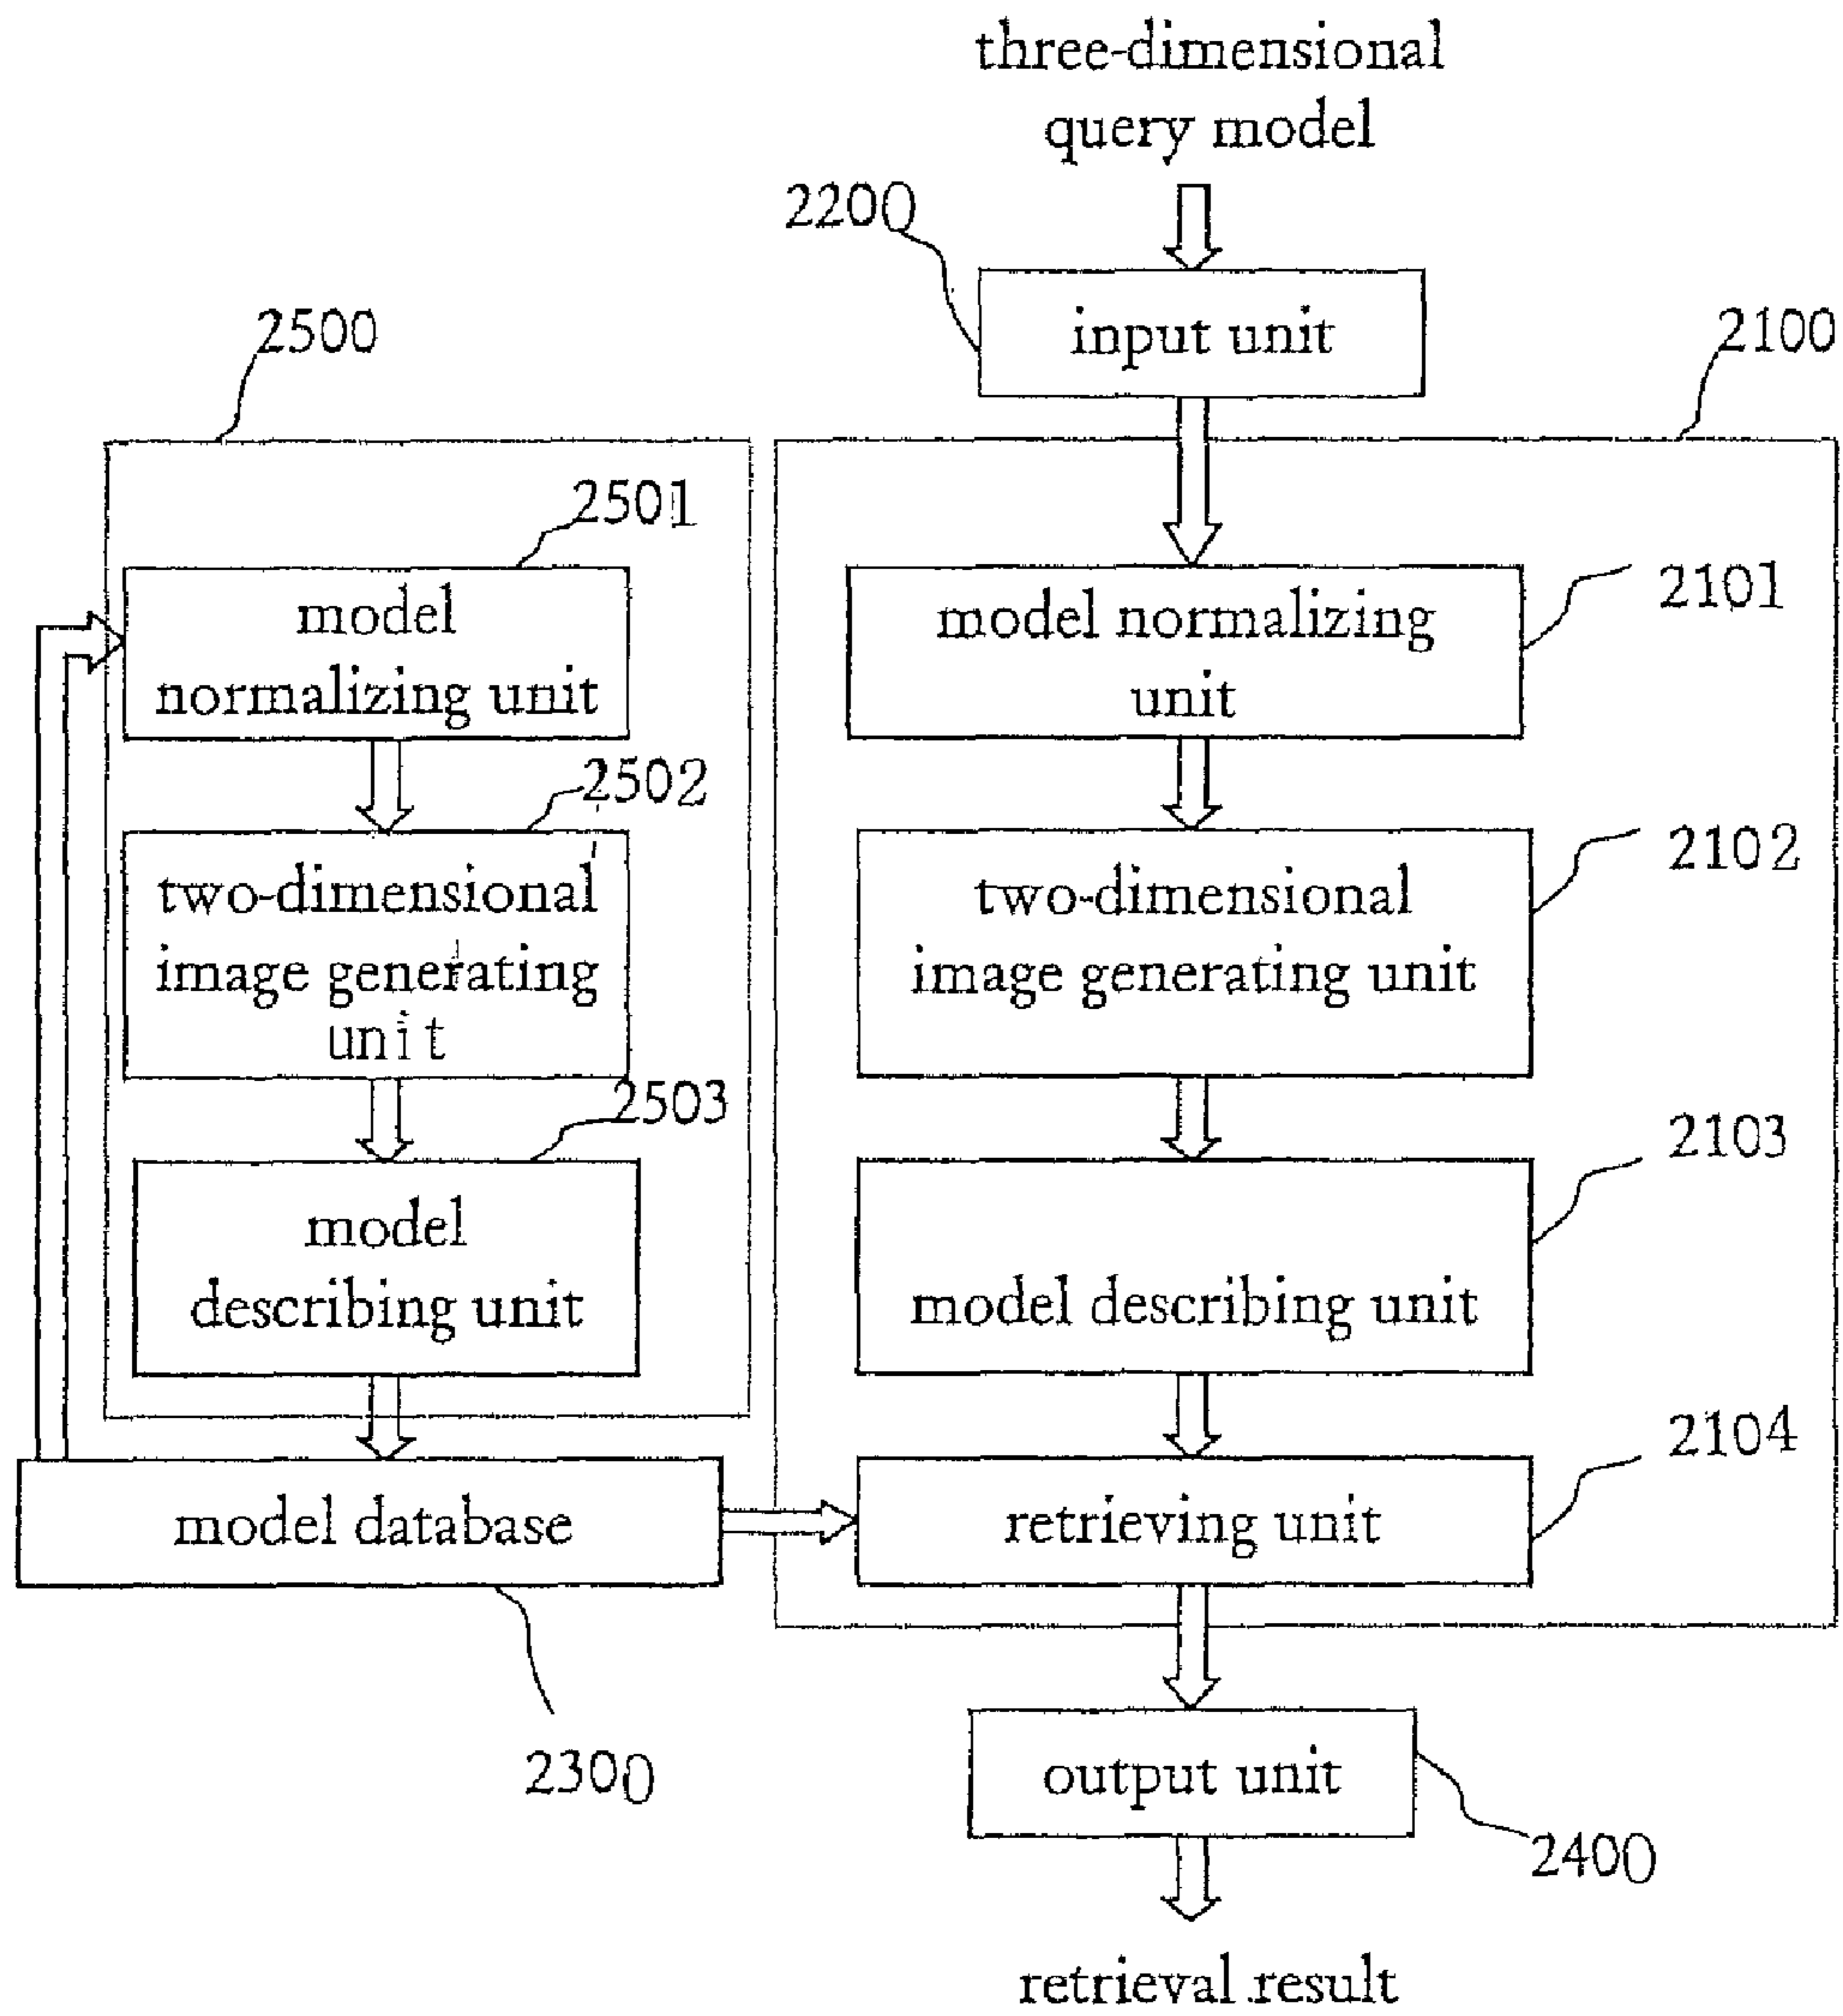 three-dimensional
query model
2200
input unit
2500
2100
2501
model
normalizing unit
model normalizing
unit
2101
2502
two-dimensional
image generating
unit
two-dimensional
image generating unit
2102
2503
model
describing unit
model describing unit
2103
model database
retrieving unit
2104
2300
output unit
2400
retrieval result